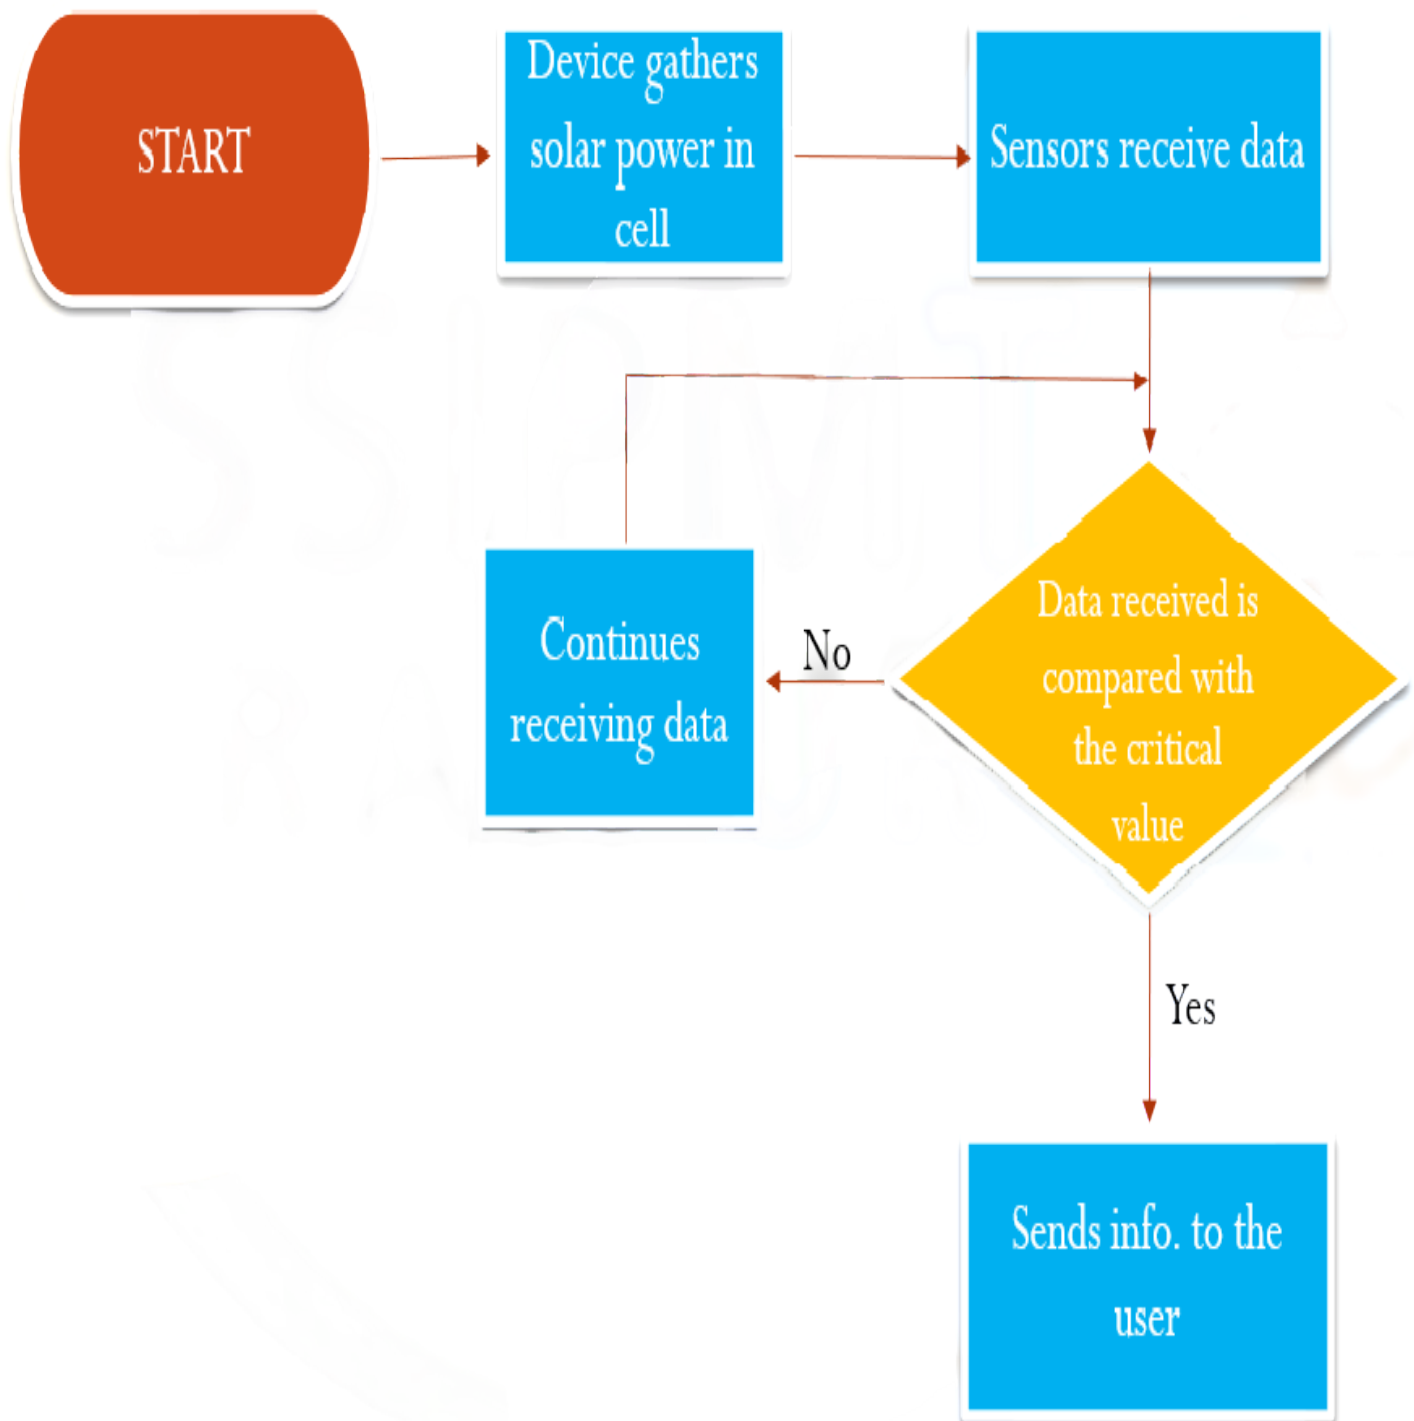 START
Device gathers
solar power in
cell
Sensors receive data
Data received is
compared with
the critical
value
No
Continues
receiving data
Yes
Sends info. to the
user
SSIPMT